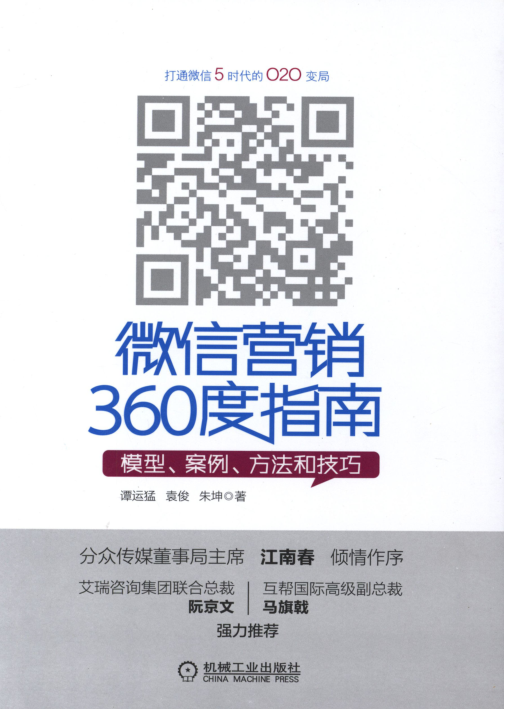 打通微信5时代的O2O变局
微信营销
360度指南
模型、案例、方法和技巧
谭运猛 袁俊 朱坤◎著
分众传媒董事局主席 江南春 倾情作序
艾瑞咨询集团联合总裁 互帮国际高级副总裁
阮京文 马旗戟
强力推荐
机械工业出版社
CHINA MACHINE PRESS